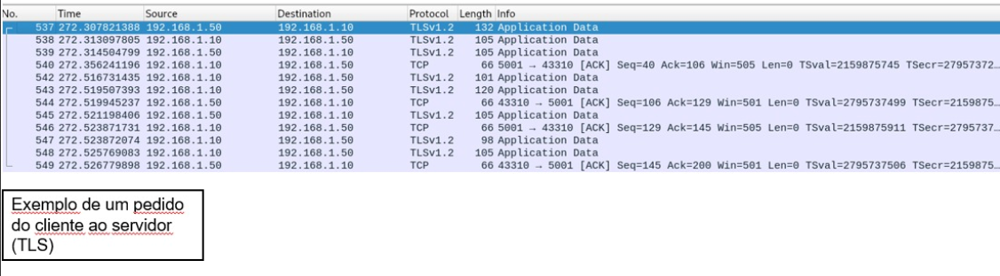 No. Time Source Destination Protocol Length Info
537 272.307821388 192.168.1.50 192.168.1.10 TLSv1.2 132 Application Data
538 272.313097805 192.168.1.10 192.168.1.50 TLSv1.2 105 Application Data
539 272.314504799 192.168.1.50 192.168.1.10 TLSv1.2 105 Application Data
540 272.356241196 192.168.1.10 192.168.1.50 TCP 66 5001 → 43310 [ACK] Seq=40 Ack=106 Win=505 Len=0 TSval=2159875745 TSecr=27957372…
542 272.516731435 192.168.1.10 192.168.1.50 TLSv1.2 101 Application Data
543 272.519507393 192.168.1.10 192.168.1.50 TLSv1.2 120 Application Data
544 272.519945237 192.168.1.50 192.168.1.10 TCP 66 43310 → 5001 [ACK] Seq=106 Ack=129 Win=501 Len=0 TSval=2795737499 TSecr=2159875…
545 272.521198406 192.168.1.50 192.168.1.10 TLSv1.2 105 Application Data
546 272.523871731 192.168.1.10 192.168.1.50 TCP 66 5001 → 43310 [ACK] Seq=129 Ack=145 Win=505 Len=0 TSval=2159875911 TSecr=2795737…
547 272.523872074 192.168.1.10 192.168.1.50 TLSv1.2 98 Application Data
548 272.525769083 192.168.1.10 192.168.1.50 TLSv1.2 105 Application Data
549 272.526779898 192.168.1.50 192.168.1.10 TCP 66 43310 → 5001 [ACK] Seq=145 Ack=200 Win=501 Len=0 TSval=2795737506 TSecr=2159875…
Exemplo de um pedido
do cliente ao servidor
(TLS)